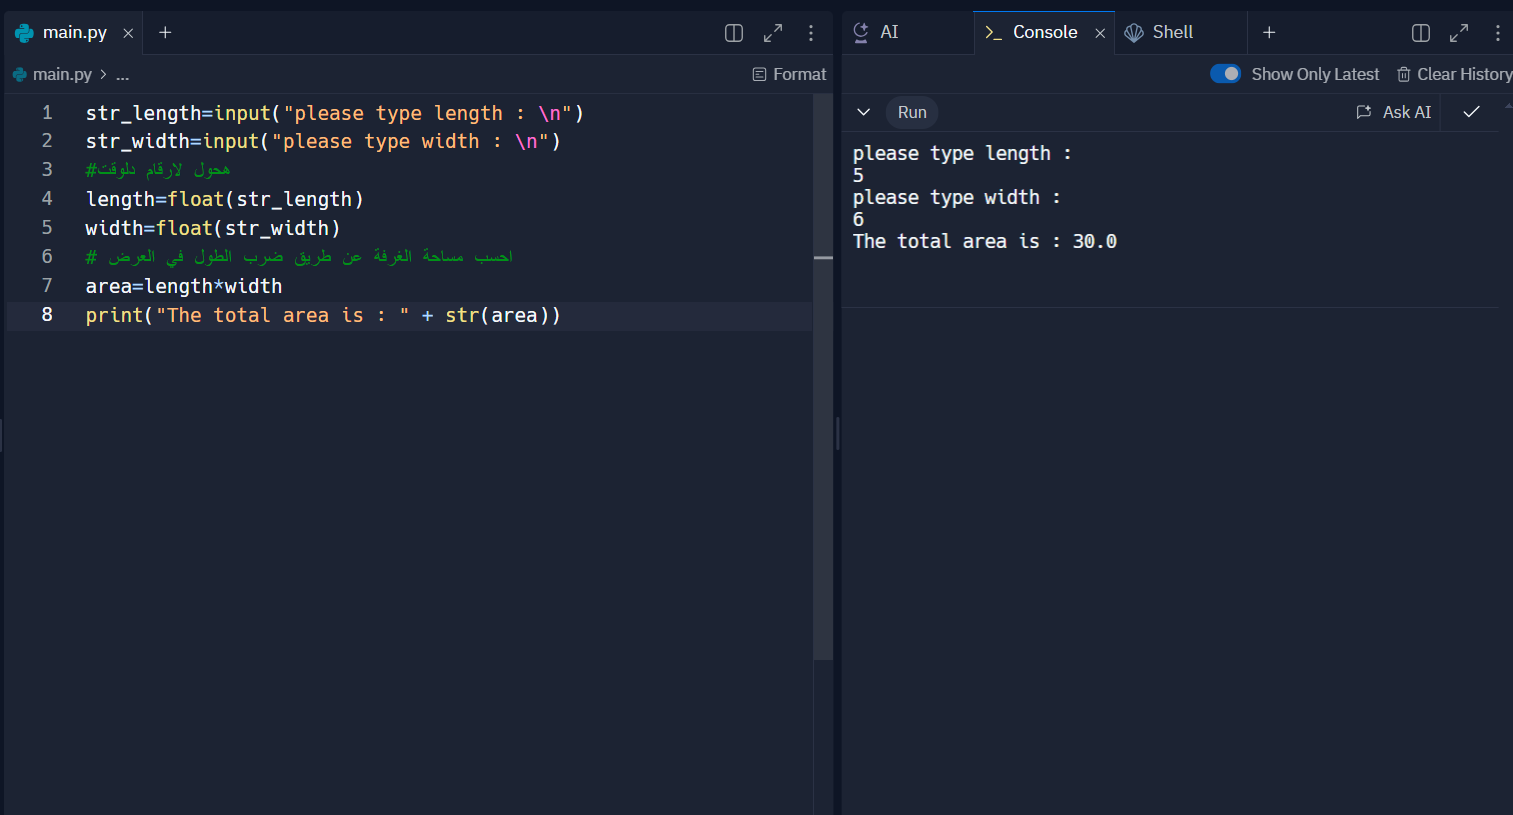 main.py
main.py > ...
Format
1 str_length=input("please type length : \n")
2 str_width=input("please type width : \n")
3 #هحول لارقام دلوقت
4 length=float(str_length)
5 width=float(str_width)
6 # احسب مساحة الغرفة عن طريق ضرب الطول في العرض
7 area=length*width
8 print("The total area is : " + str(area))
AI
Console
Shell
Show Only Latest
Clear History
Run
Ask AI
please type length :
5
please type width :
6
The total area is : 30.0